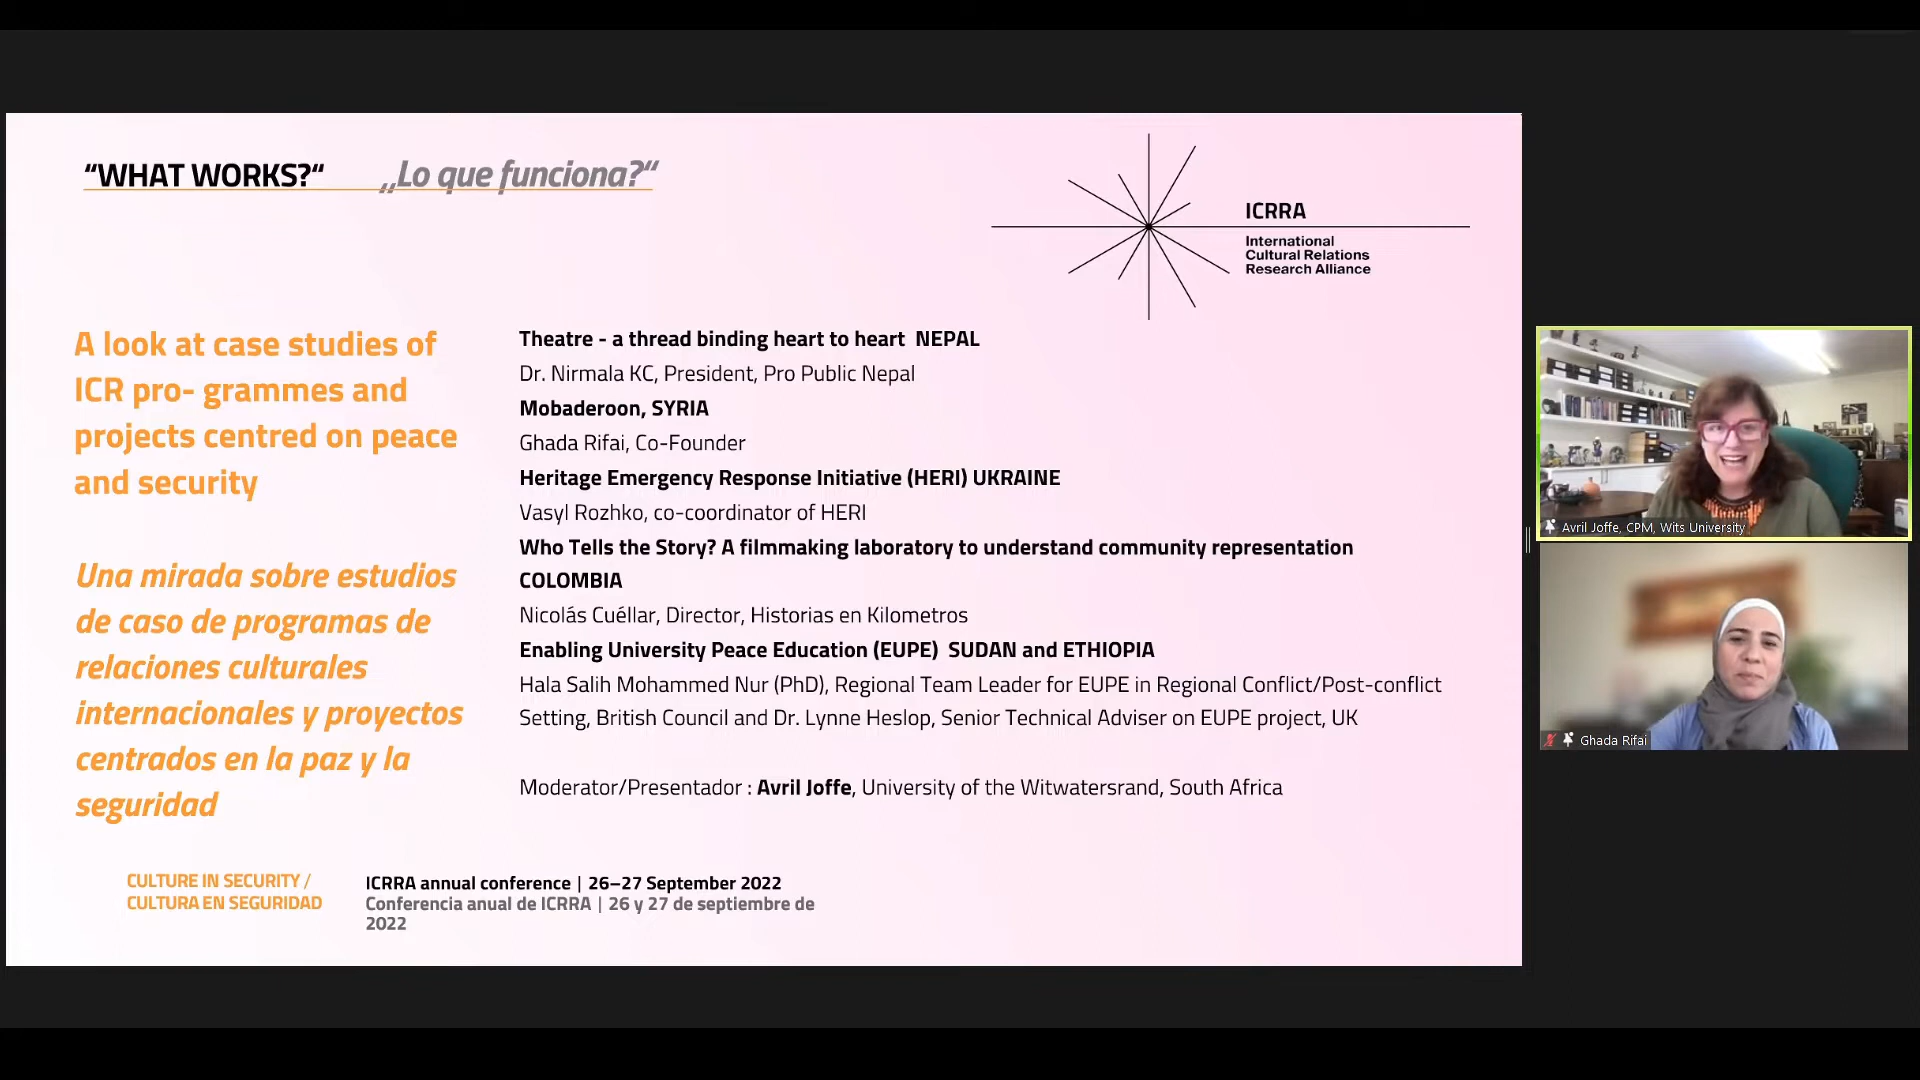 “WHAT WORKS?“
„Lo que funciona?“
ICRRA
International
Cultural Relations
Research Alliance
A look at case studies of
ICR pro- grammes and
projects centred on peace
and security
Una mirada sobre estudios
de caso de programas de
relaciones culturales
internacionales y proyectos
centrados en la paz y la
seguridad
Theatre - a thread binding heart to heart NEPAL
Dr. Nirmala KC, President, Pro Public Nepal
Mobaderoon, SYRIA
Ghada Rifai, Co-Founder
Heritage Emergency Response Initiative (HERI) UKRAINE
Vasyl Rozhko, co-coordinator of HERI
Who Tells the Story? A filmmaking laboratory to understand community representation
COLOMBIA
Nicolás Cuéllar, Director, Historias en Kilometros
Enabling University Peace Education (EUPE) SUDAN and ETHIOPIA
Hala Salih Mohammed Nur (PhD), Regional Team Leader for EUPE in Regional Conflict/Post-conflict
Setting, British Council and Dr. Lynne Heslop, Senior Technical Adviser on EUPE project, UK
Moderator/Presentador : Avril Joffe, University of the Witwatersrand, South Africa
CULTURE IN SECURITY /
CULTURA EN SEGURIDAD
ICRRA annual conference | 26–27 September 2022
Conferencia anual de ICRRA | 26 y 27 de septiembre de
2022
Avril Joffe, CPM, Wits University
Ghada Rifai